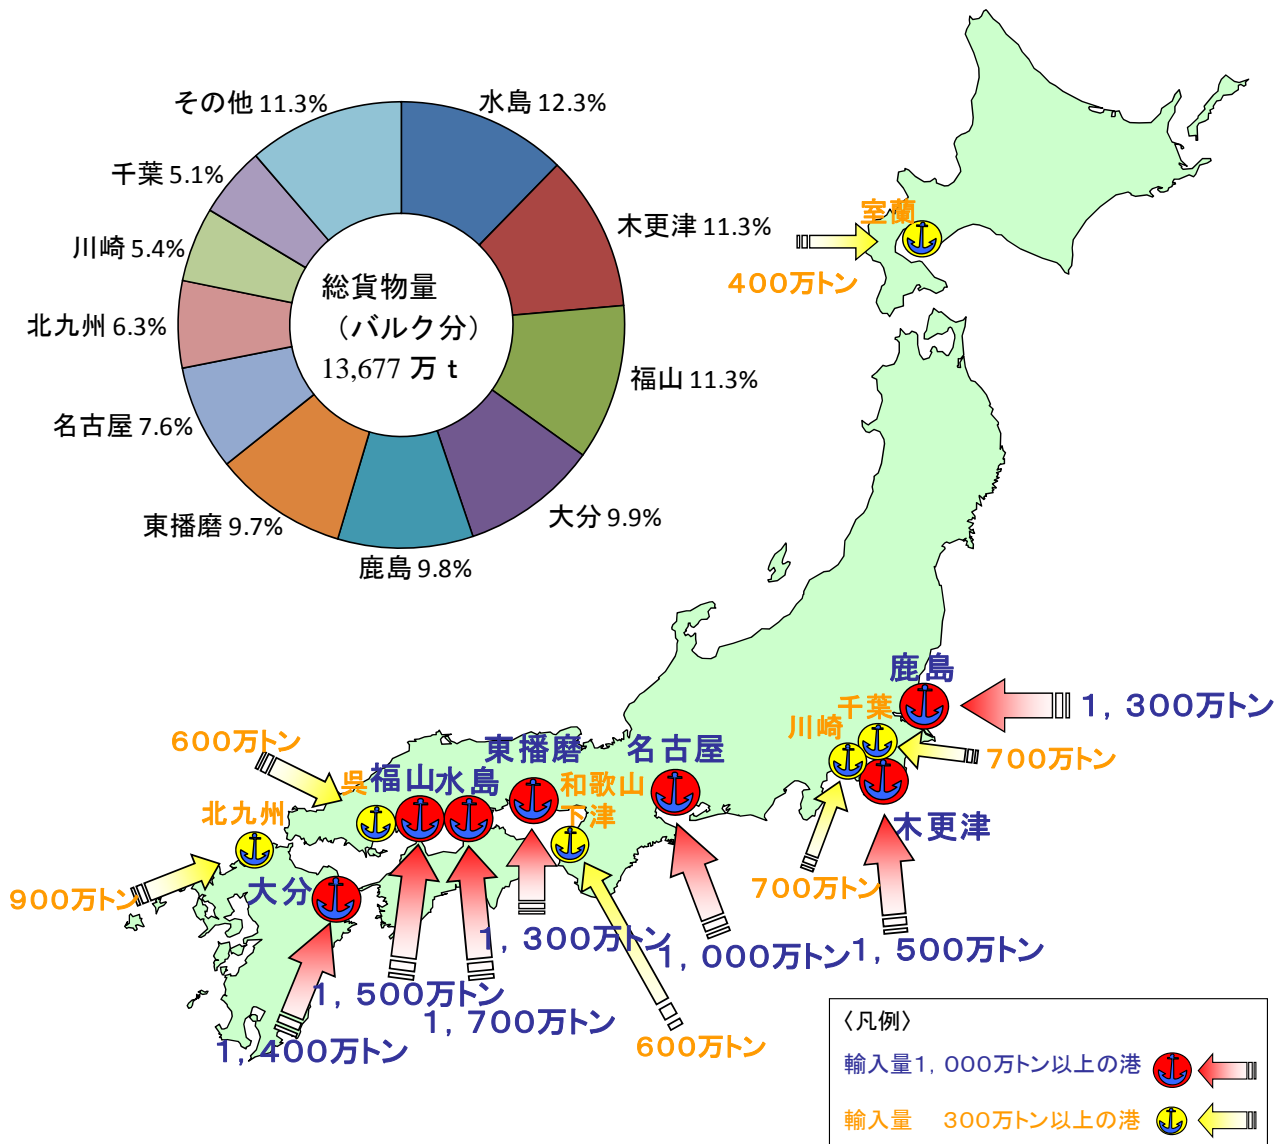 その他 11.3%
水島 12.3%
千葉 5.1%
木更津 11.3%
川崎 5.4%
北九州 6.3%
福山 11.3%
名古屋 7.6%
大分 9.9%
東播磨 9.7%
鹿島 9.8%
総貨物量
（バルク分）
13,677 万 t
室蘭
400万トン
鹿島
1，300万トン
千葉
700万トン
川崎
700万トン
木更津
1，500万トン
名古屋
1，000万トン
東播磨
1，300万トン
和歌山
下津
600万トン
水島
1，700万トン
福山
1，500万トン
呉
600万トン
北九州
900万トン
大分
1，400万トン
〈凡例〉
輸入量1，000万トン以上の港
輸入量　300万トン以上の港